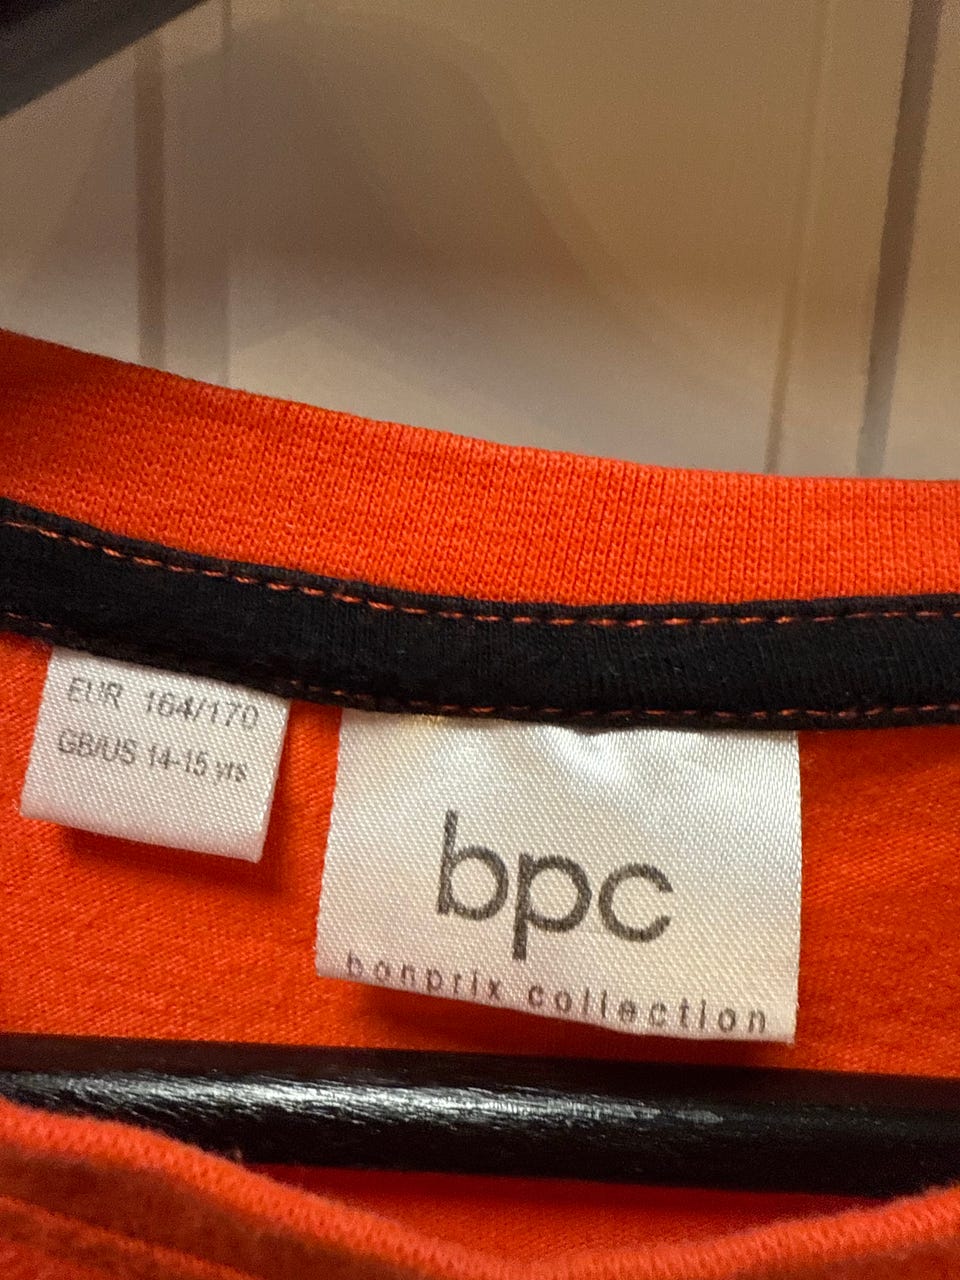 EUR 164/170
GB/US 14-15 yrs
bpc
bonprix collection